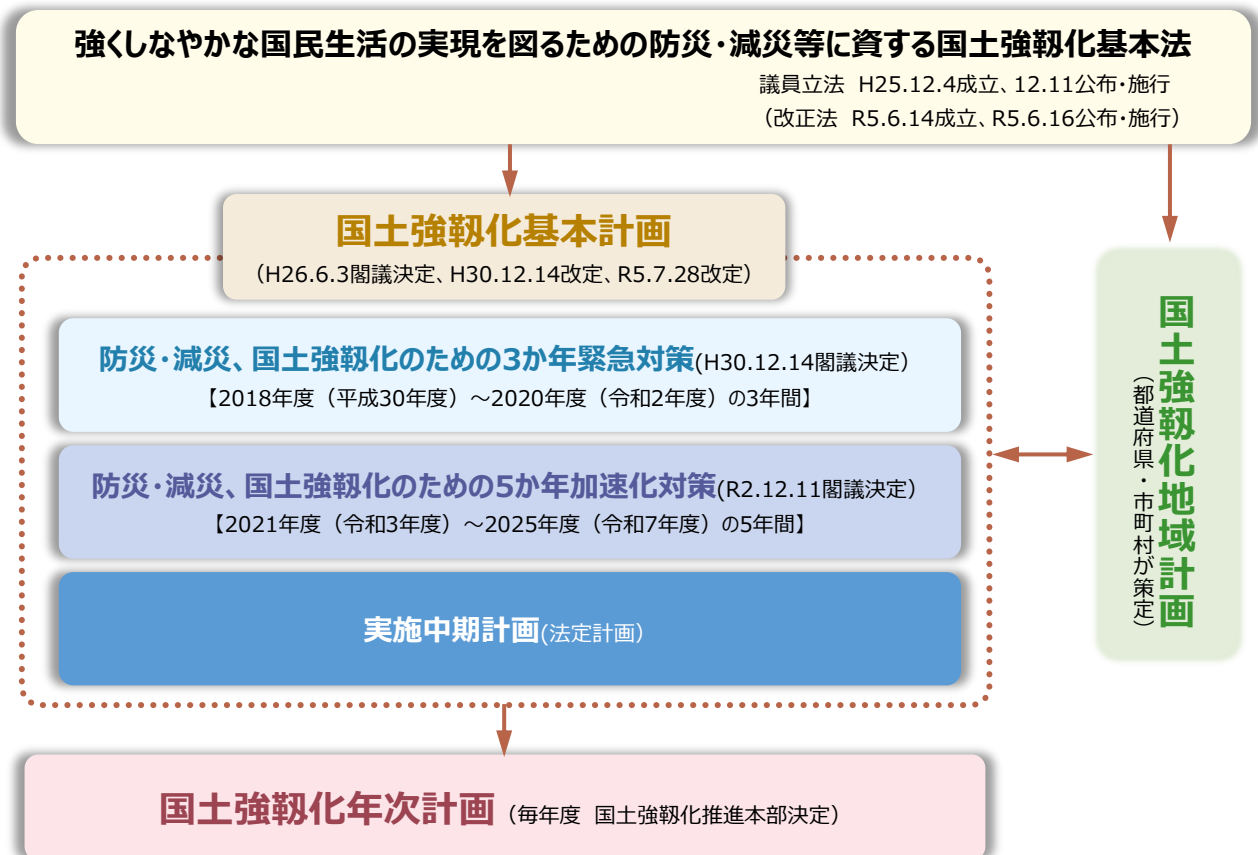 強くしなやかな国民生活の実現を図るための防災・減災等に資する国土強靱化基本法
議員立法 H25.12.4成立、12.11公布・施行
（改正法 R5.6.14成立、R5.6.16公布・施行）
国土強靱化基本計画
（H26.6.3閣議決定、H30.12.14改定、R5.7.28改定）
防災・減災、国土強靱化のための3か年緊急対策(H30.12.14閣議決定）
【2018年度（平成30年度）～2020年度（令和2年度）の3年間】
防災・減災、国土強靱化のための5か年加速化対策(R2.12.11閣議決定）
【2021年度（令和3年度）～2025年度（令和7年度）の5年間】
実施中期計画(法定計画）
国土強靱化地域計画
（都道府県・市町村が策定）
国土強靱化年次計画（毎年度 国土強靱化推進本部決定）